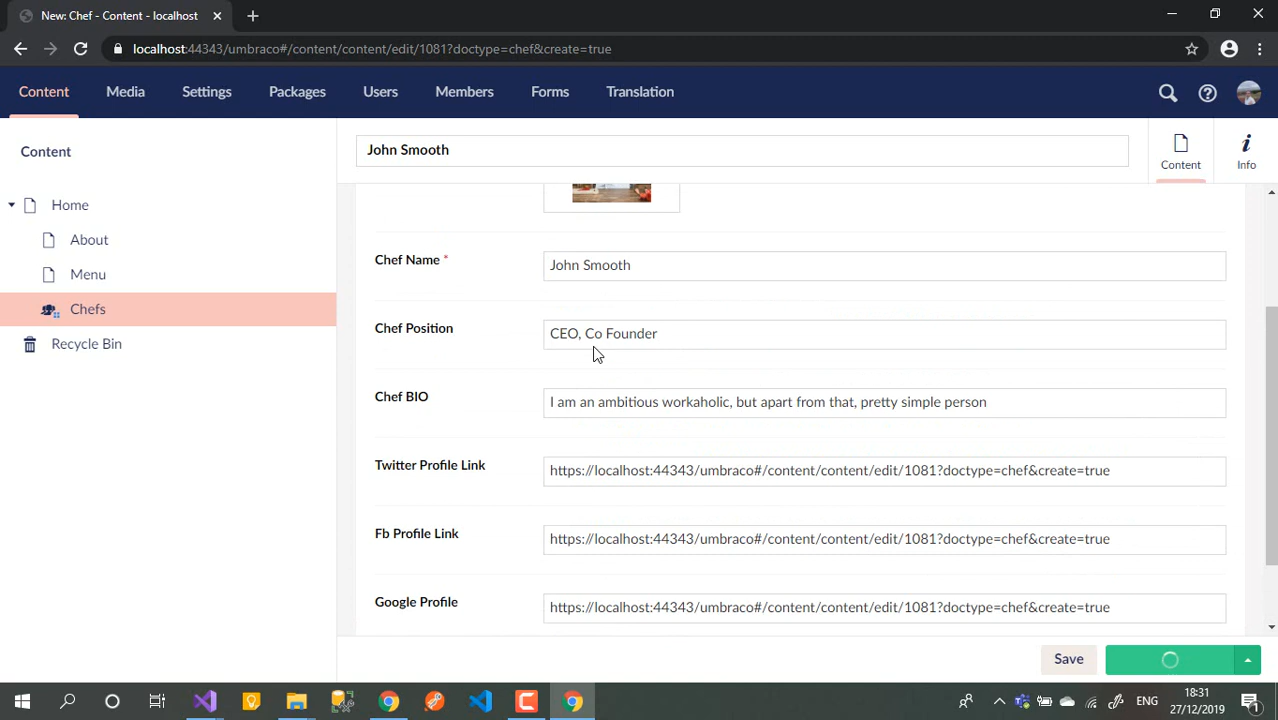 New: Chef - Content - localhost
localhost:44343/umbraco#/content/content/edit/1081?doctype=chef&create=true
Content Media Settings Packages Users Members Forms Translation
Content
John Smooth
Content
Info
Home
About
Menu
Chefs
Recycle Bin
Chef Name *
John Smooth
Chef Position
CEO, Co Founder
Chef BIO
I am an ambitious workaholic, but apart from that, pretty simple person
Twitter Profile Link
https://localhost:44343/umbraco#/content/content/edit/1081?doctype=chef&create=true
Fb Profile Link
https://localhost:44343/umbraco#/content/content/edit/1081?doctype=chef&create=true
Google Profile
https://localhost:44343/umbraco#/content/content/edit/1081?doctype=chef&create=true
Save
ENG
18:31
27/12/2019
1